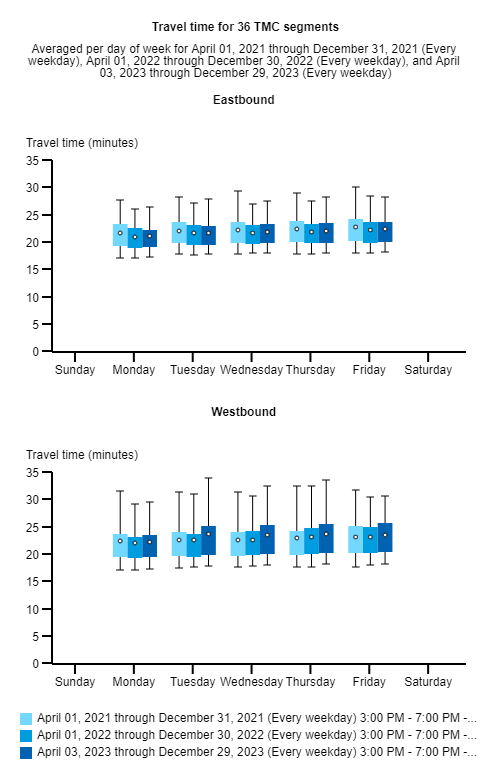 Travel time for 36 TMC segments
Averaged per day of week for April 01, 2021 through December 31, 2021 (Every
weekday), April 01, 2022 through December 30, 2022 (Every weekday), and April
03, 2023 through December 29, 2023 (Every weekday)
Eastbound
Travel time (minutes)
35
30
25
20
15
10
5
0
Sunday Monday Tuesday Wednesday Thursday Friday Saturday
Westbound
Travel time (minutes)
35
30
25
20
15
10
5
0
Sunday Monday Tuesday Wednesday Thursday Friday Saturday
April 01, 2021 through December 31, 2021 (Every weekday) 3:00 PM - 7:00 PM -...
April 01, 2022 through December 30, 2022 (Every weekday) 3:00 PM - 7:00 PM -...
April 03, 2023 through December 29, 2023 (Every weekday) 3:00 PM - 7:00 PM -...